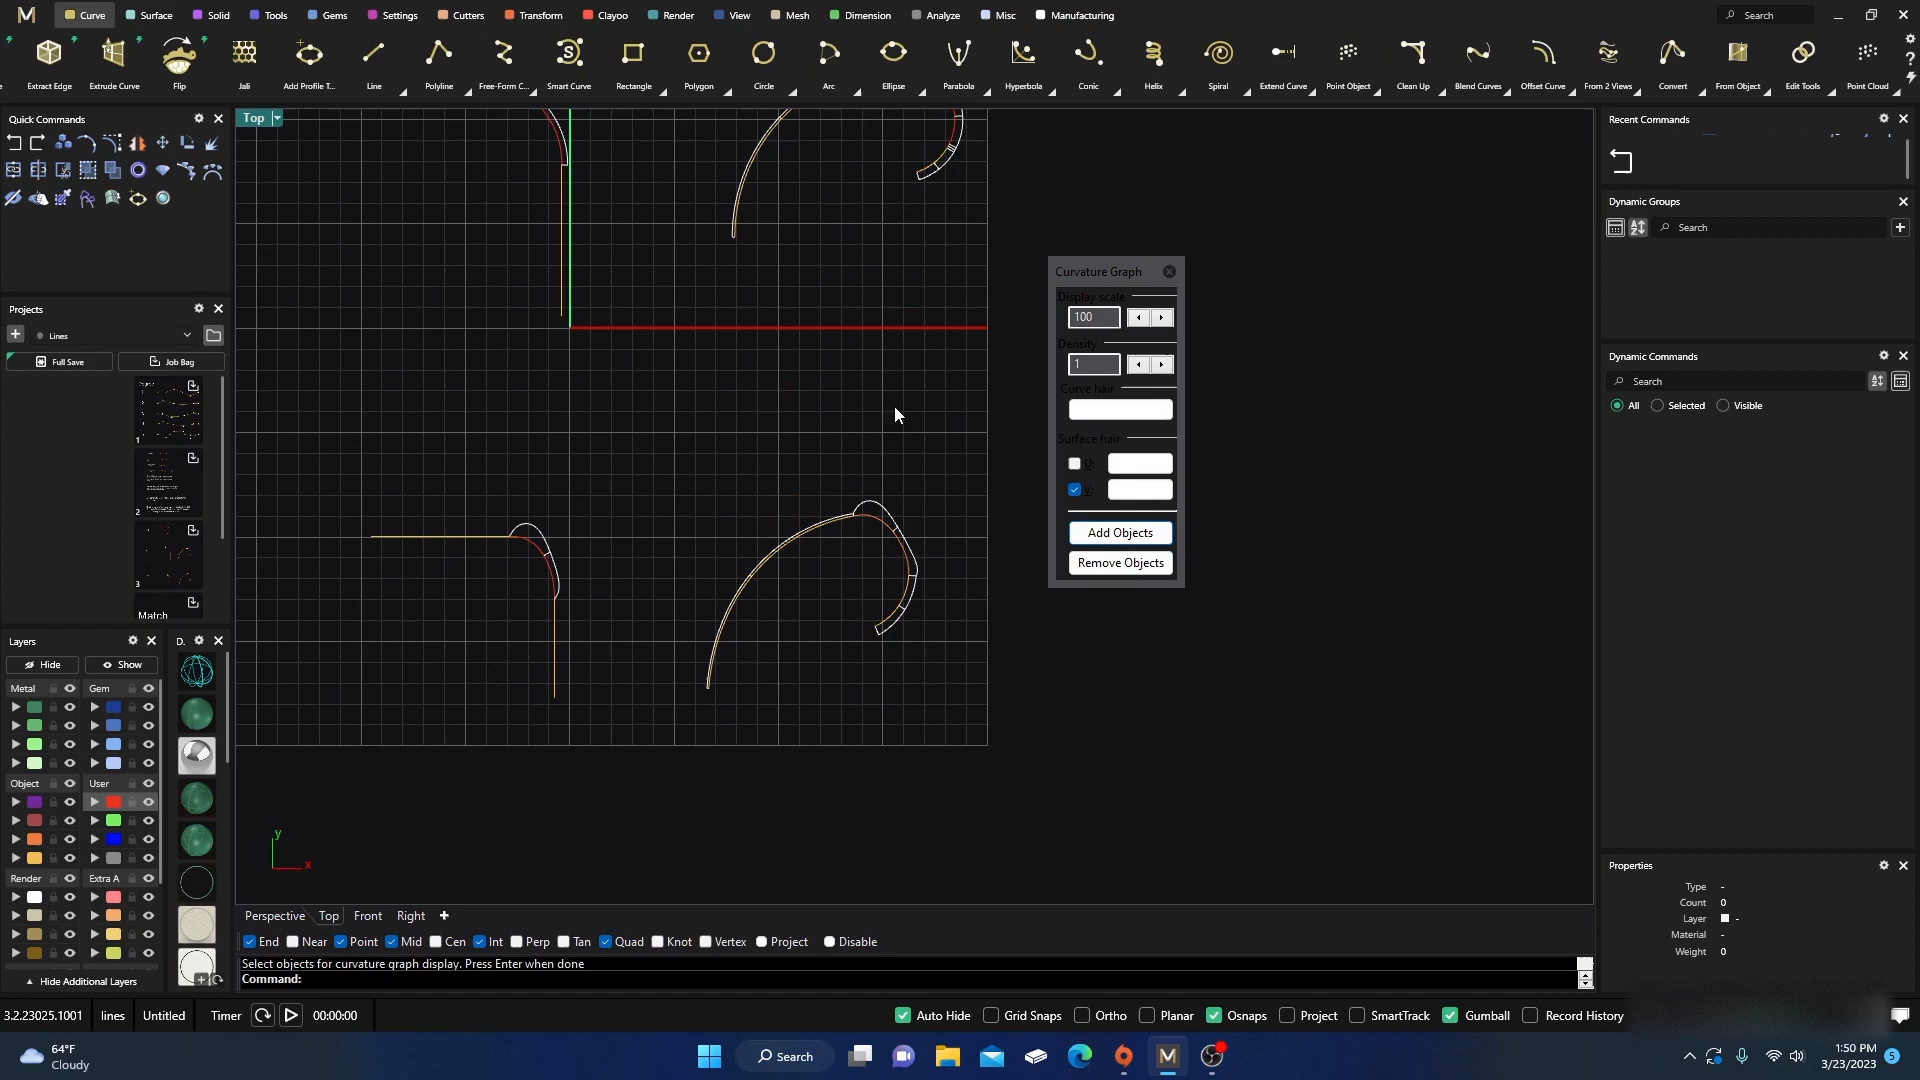 Curve Surface Solid Tools Gems Settings Cutters Transform Clayoo Render View Mesh Dimension Analyze Misc Manufacturing Search
Extract Edge Extrude Curve Flip Jali Add Profile T... Line Polyline Free-Form C... Smart Curve Rectangle Polygon Circle Arc Ellipse Parabola Hyperbola Conic Helix Spiral Extend Curve Point Object Clean Up Blend Curves Offset Curve From 2 Views Convert From Object Edit Tools Point Cloud
Quick Commands
Projects
Lines
Full Save Job Bag
1
2
3
Match
Layers
D.
Hide Show
Metal Gem
Object User
Render Extra A
Hide Additional Layers
Top
y
x
Curvature Graph
Display scale
100
Density
1
Curve hair
Surface hair
U:
V:
Add Objects
Remove Objects
Perspective Top Front Right
End Near Point Mid Cen Int Perp Tan Quad Knot Vertex Project Disable
Select objects for curvature graph display. Press Enter when done
Command:
Recent Commands
Dynamic Groups
Search
Dynamic Commands
Search
All Selected Visible
Properties
Type -
Count 0
Layer -
Material -
Weight 0
3.2.23025.1001 lines Untitled Timer 00:00:00 Auto Hide Grid Snaps Ortho Planar Osnaps Project SmartTrack Gumball Record History
64°F
Cloudy
Search
1:50 PM
3/23/2023
5